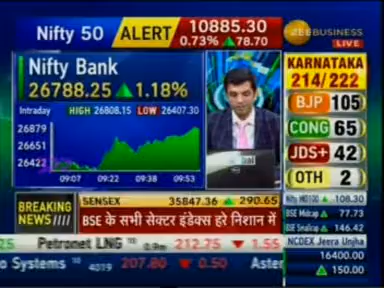 Nifty 50
ALERT
10885.30
0.73% ▲ 78.70
ZEE BUSINESS
LIVE
Nifty Bank
26788.25 ▲ 1.18%
Intraday HIGH 26808.15 LOW 26407.30
26879
26651
26422
09:07 09:22 09:38 09:53
KARNATAKA
214/222
BJP 105
CONG 65
JDS+ 42
OTH 2
BREAKING NEWS ////
SENSEX 35847.36 ▲ 290.65
BSE के सभी सेक्टर इंडेक्स हरे निशान में
Nifty MID100 ▲ 108.30
BSE Midcap ▲ 77.73
BSE Smallcap ▲ 146.42
NCDEX Jeera Unjha
16400.00
▲ 150.00
25 Petronet LNG 0.9m 212.75 ▼ 1.55
o Systems 4019 207.80 ▼ 0.50 Aste